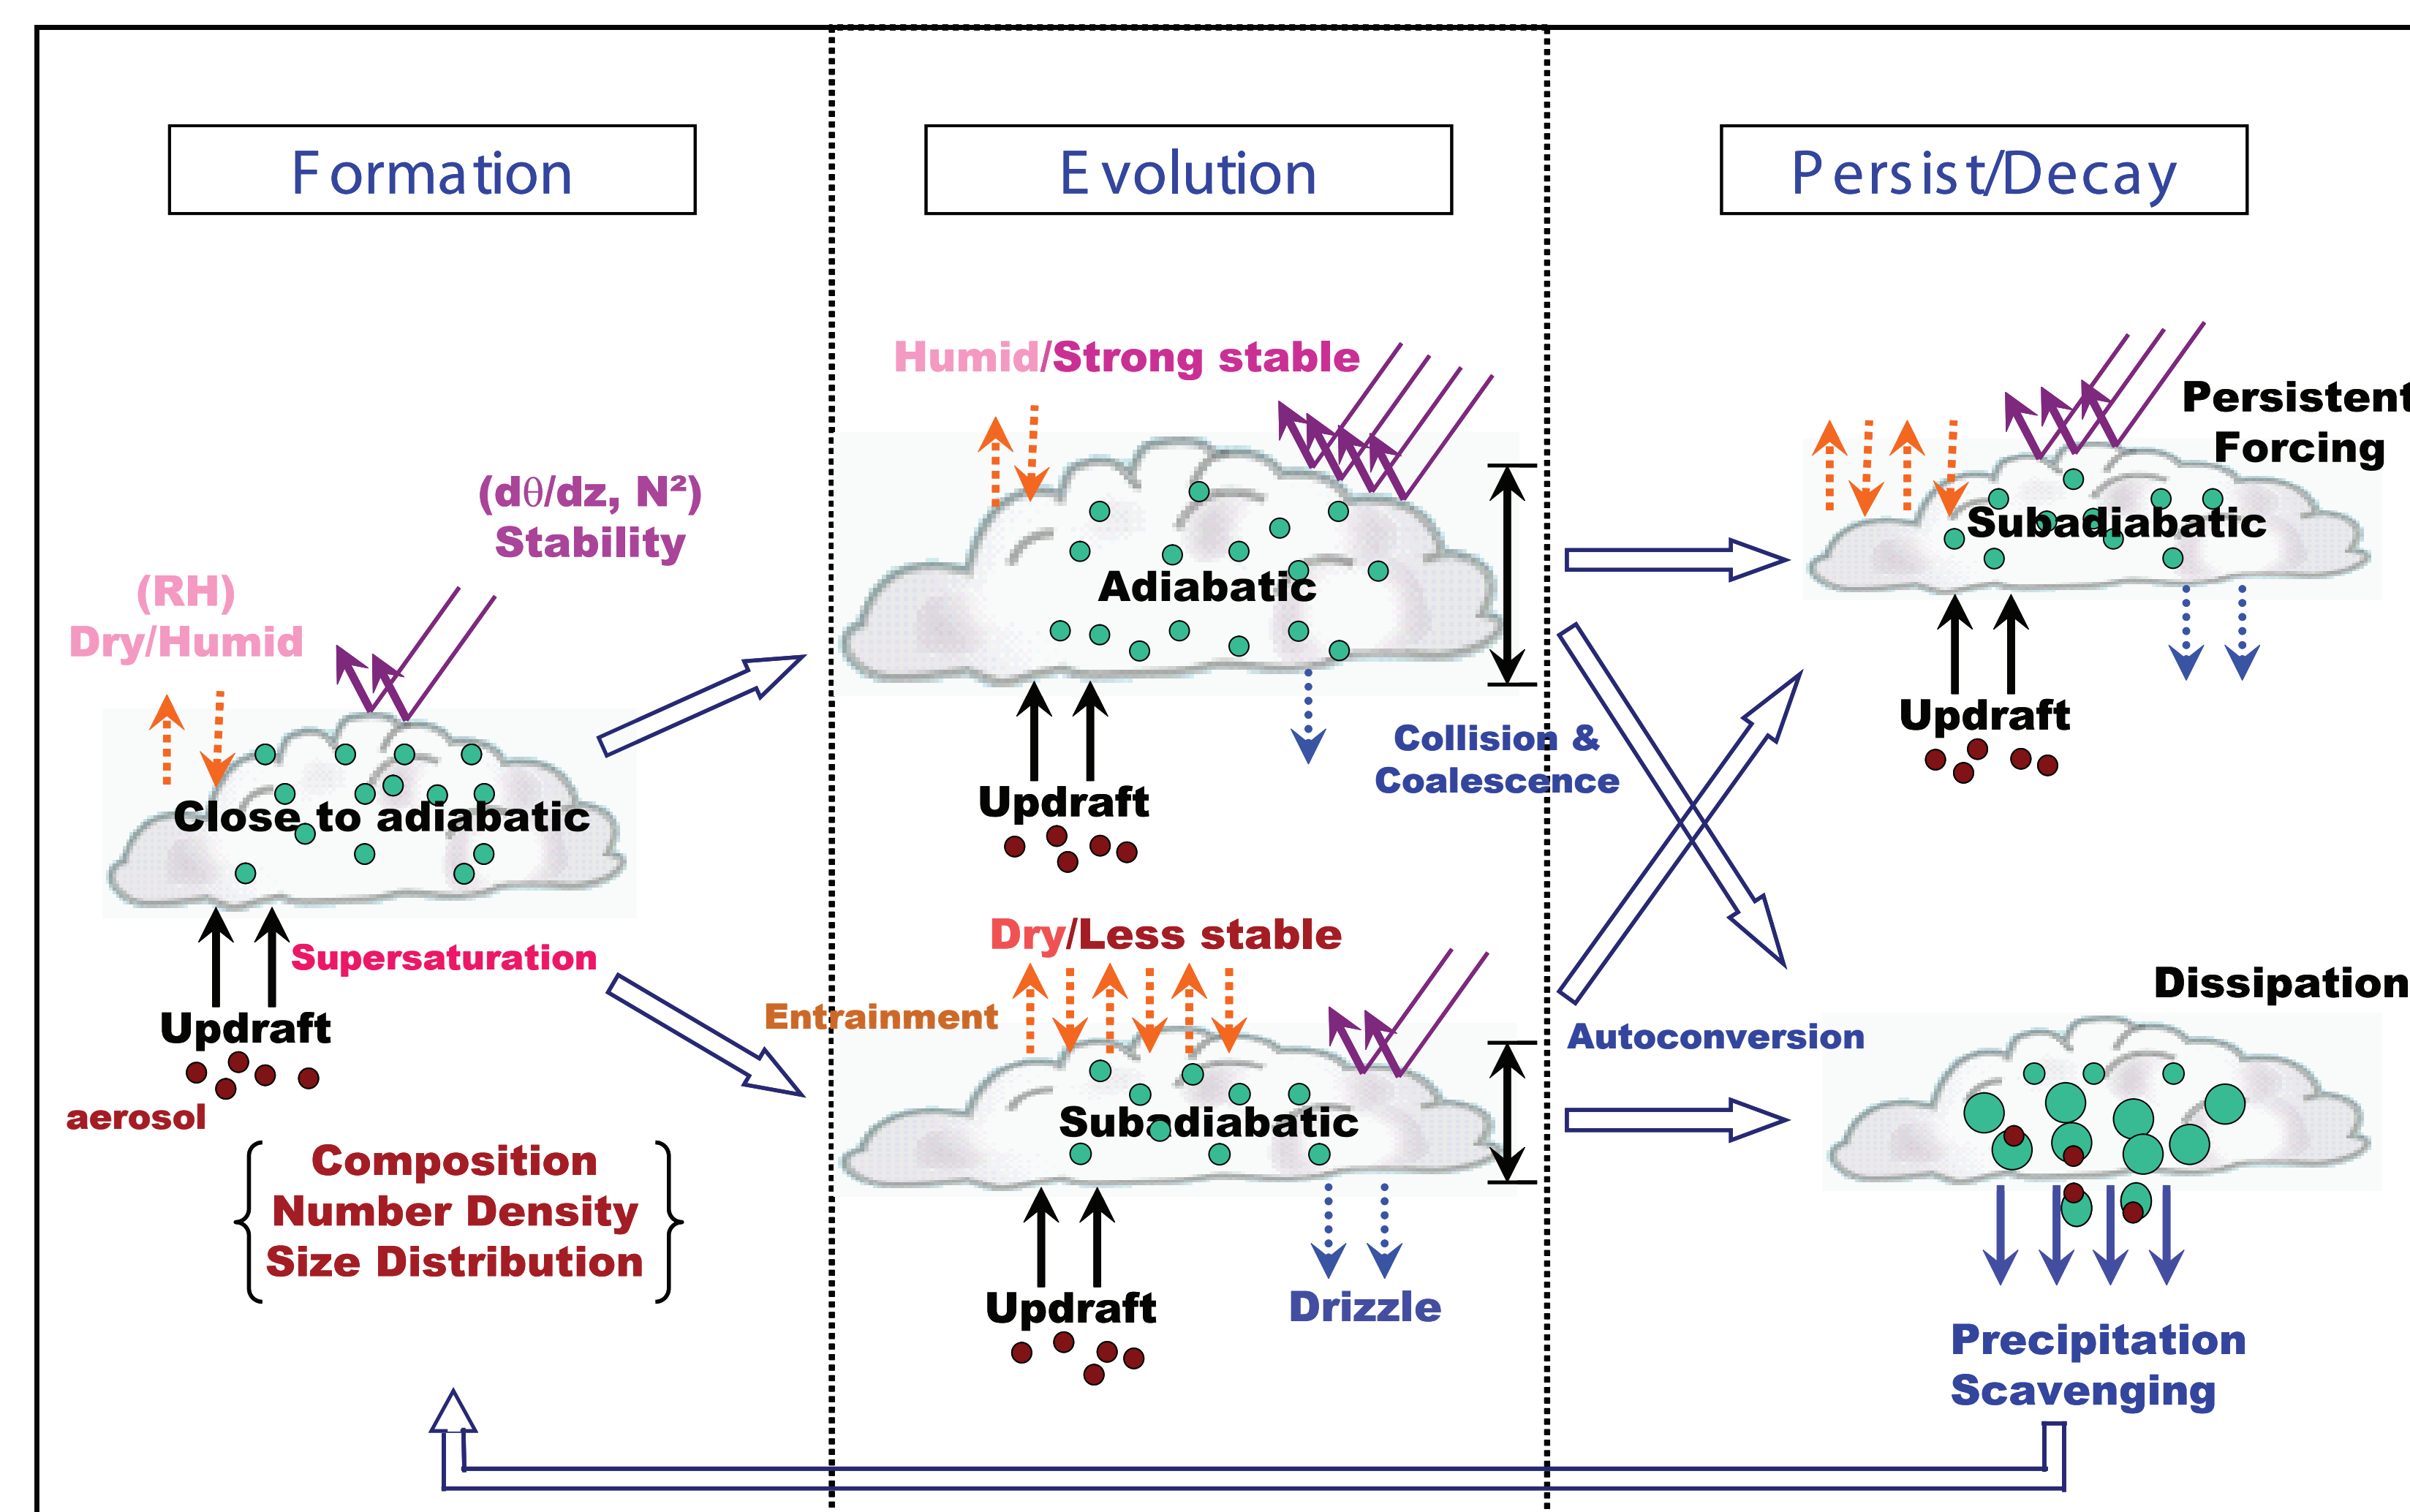 Formation
Evolution
Persist/Decay
(dθ/dz, N²)
Stability
(RH)
Dry/Humid
Close to adiabatic
Supersaturation
Updraft
aerosol
Composition
Number Density
Size Distribution
Humid/Strong stable
Adiabatic
Collision &
Coalescence
Updraft
Dry/Less stable
Entrainment
Subadiabatic
Updraft
Drizzle
Autoconversion
Persistent
Forcing
Subadiabatic
Updraft
Dissipation
Precipitation
Scavenging